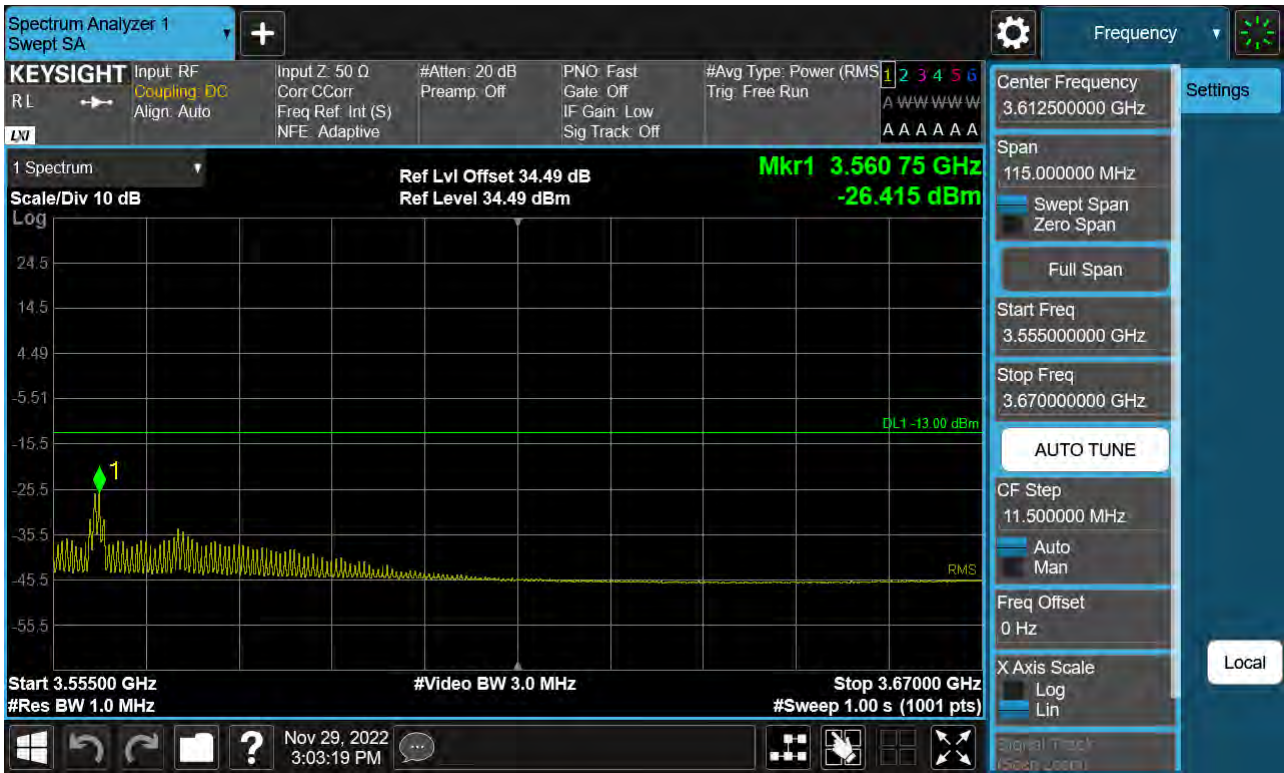 Spectrum Analyzer 1
Swept SA
+
Frequency
KEYSIGHT
RL
LXI
Input: RF
Coupling: DC
Align: Auto
Input Z: 50 Ω
Corr CCorr
Freq Ref: Int (S)
NFE: Adaptive
#Atten: 20 dB
Preamp: Off
PNO: Fast
Gate: Off
IF Gain: Low
Sig Track: Off
#Avg Type: Power (RMS
Trig: Free Run
1 2 3 4 5 6
A W W W W W
A A A A A A
1 Spectrum
Scale/Div 10 dB
Log
Ref Lvl Offset 34.49 dB
Ref Level 34.49 dBm
Mkr1 3.560 75 GHz
-26.415 dBm
24.5
14.5
4.49
-5.51
-15.5
-25.5
-35.5
-45.5
-55.5
DL1 -13.00 dBm
1
RMS
Start 3.55500 GHz
#Res BW 1.0 MHz
#Video BW 3.0 MHz
Stop 3.67000 GHz
#Sweep 1.00 s (1001 pts)
Center Frequency
3.612500000 GHz
Settings
Span
115.000000 MHz
Swept Span
Zero Span
Full Span
Start Freq
3.555000000 GHz
Stop Freq
3.670000000 GHz
AUTO TUNE
CF Step
11.500000 MHz
Auto
Man
Freq Offset
0 Hz
X Axis Scale
Log
Lin
Signal Track
(Span Zoom)
Local
?
Nov 29, 2022
3:03:19 PM